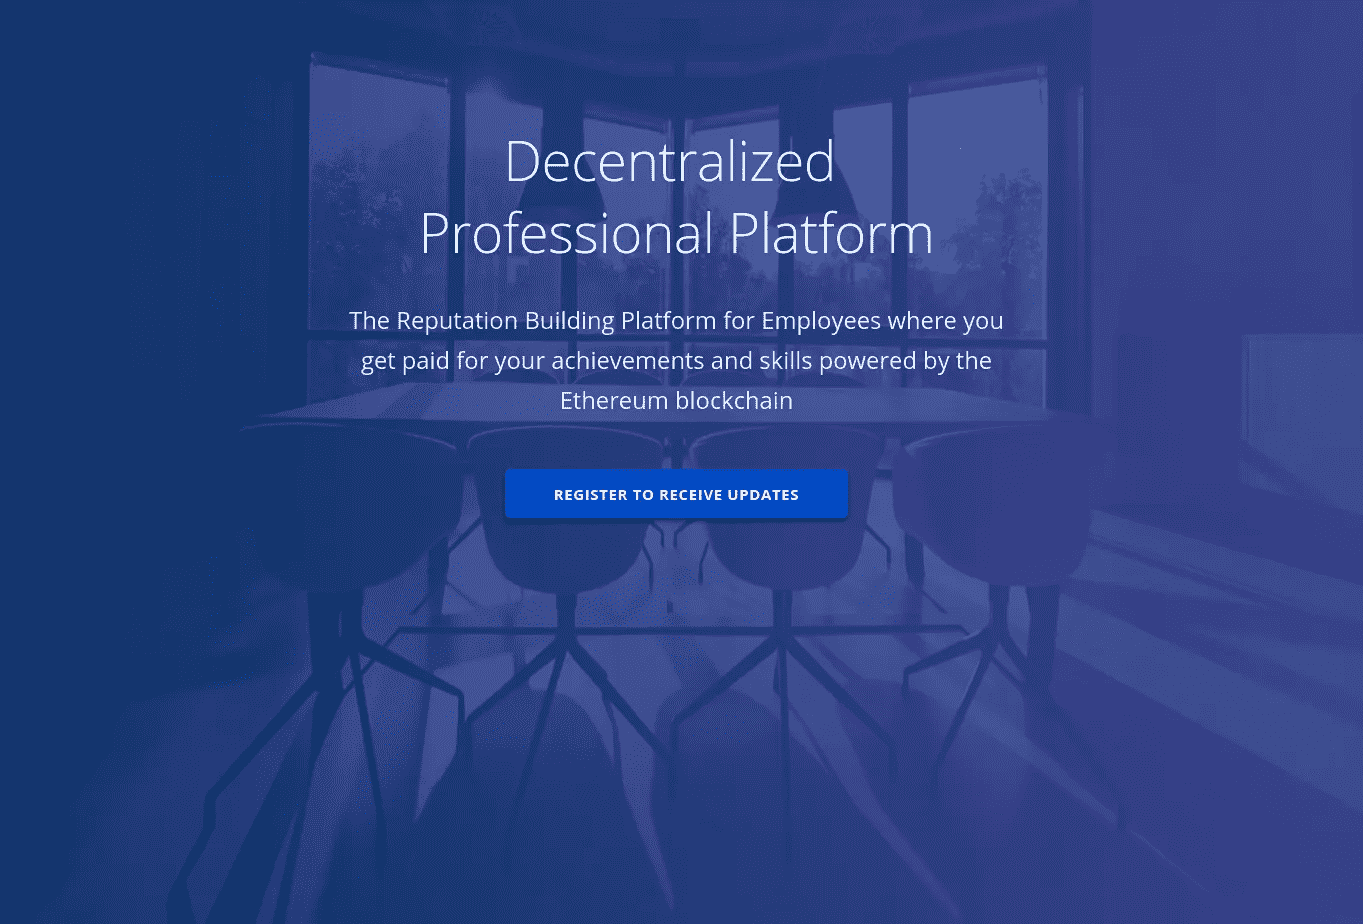 Decentralized
Professional Platform
The Reputation Building Platform for Employees where you
get paid for your achievements and skills powered by the
Ethereum blockchain
REGISTER TO RECEIVE UPDATES